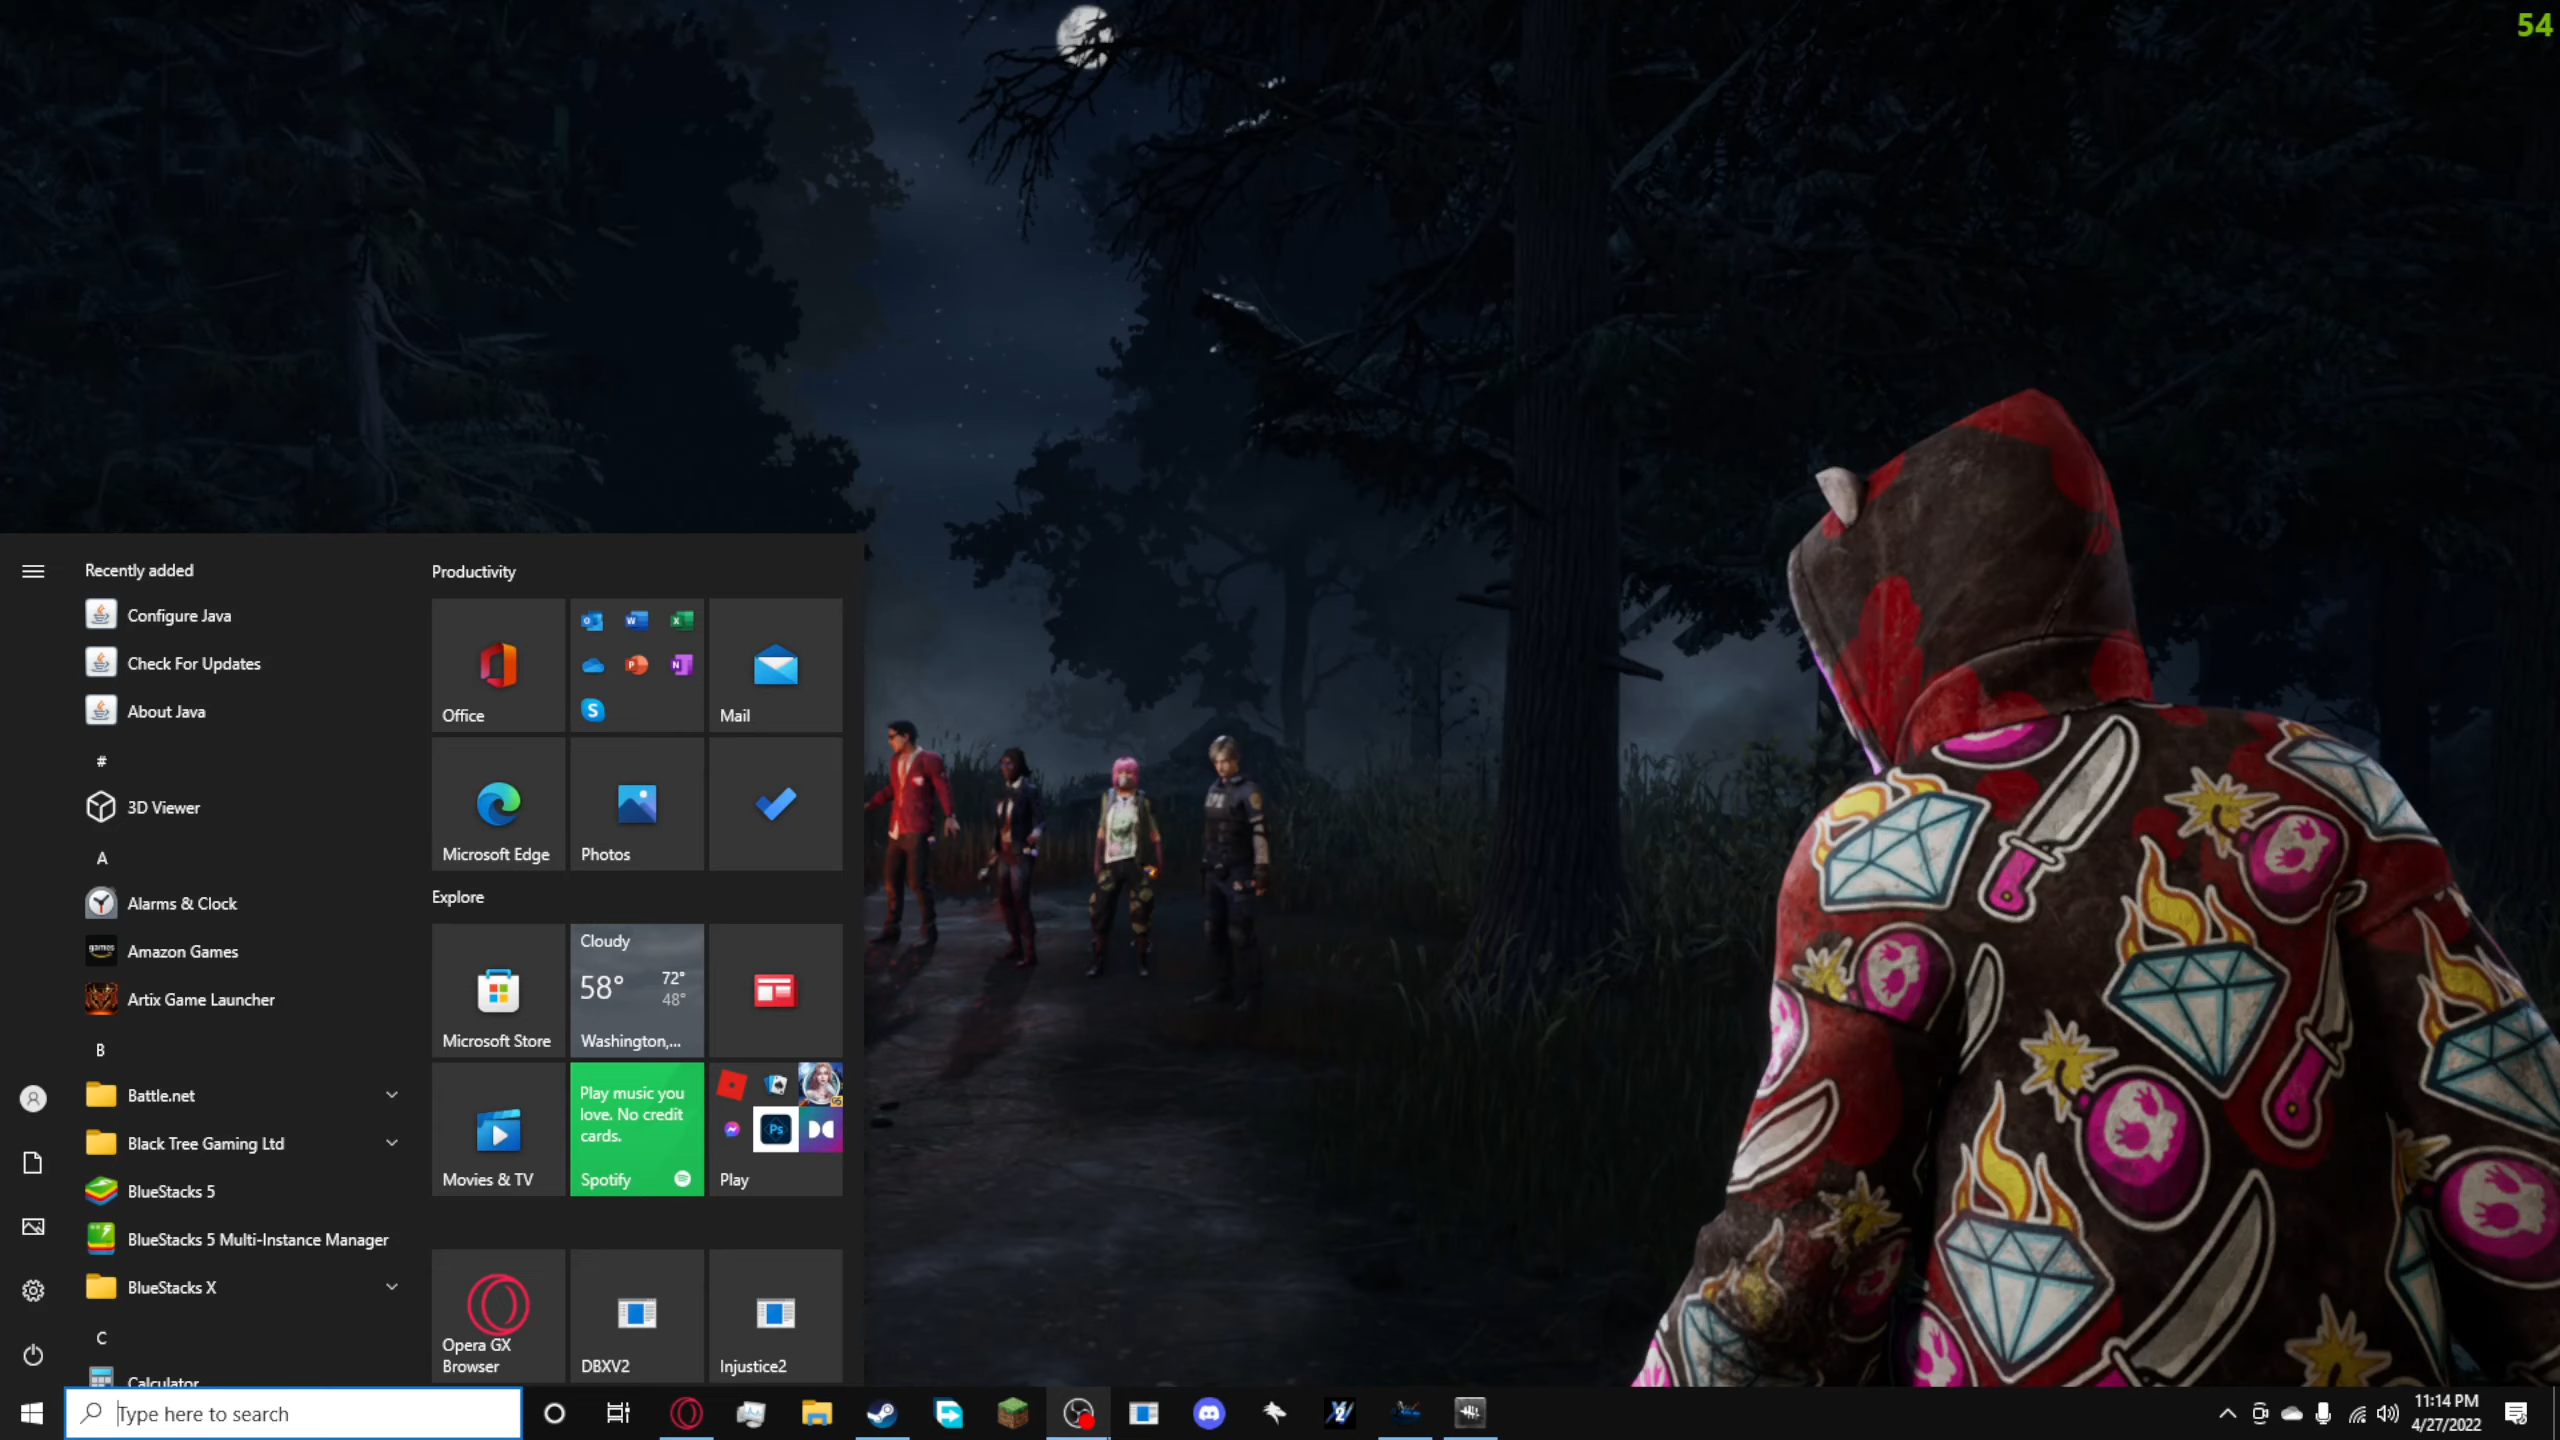 54
Recently added
Configure Java
Check For Updates
About Java
#
3D Viewer
A
Alarms & Clock
Amazon Games
Artix Game Launcher
B
Battle.net
Black Tree Gaming Ltd
BlueStacks 5
BlueStacks 5 Multi-Instance Manager
BlueStacks X
C
Calculator
Productivity
Office
Mail
Microsoft Edge
Photos
Explore
Microsoft Store
Cloudy
58° 72°
48°
Washington,...
Movies & TV
Play music you
love. No credit
cards.
Spotify
Ps
Play
Opera GX
Browser
DBXV2
Injustice2
Type here to search
11:14 PM
4/27/2022